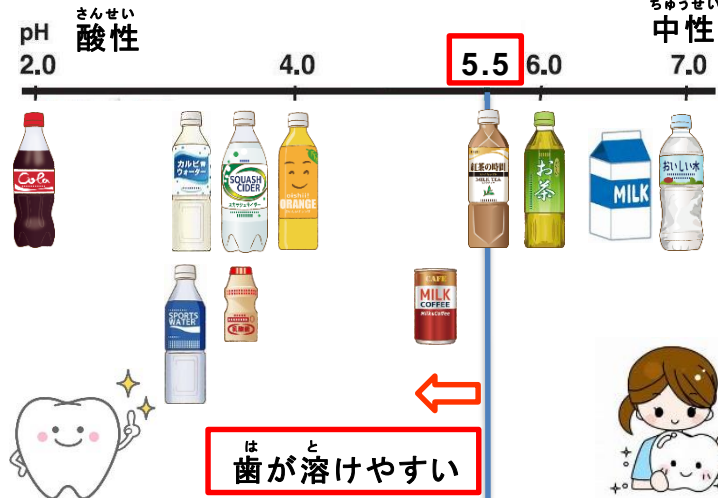 さんせい
酸性
ちゅうせい
中性
pH
2.0
4.0
5.5
6.0
7.0
Cola
カルピ
ウォーター
SQUASH
CIDER
ORANGE
紅茶の時間
MILK TEA
お茶
MILK
おいしい水
SPORTS
WATER
乳酸菌
CAFE
MILK
COFFEE
MilkCoffee
は と
歯が溶けやすい